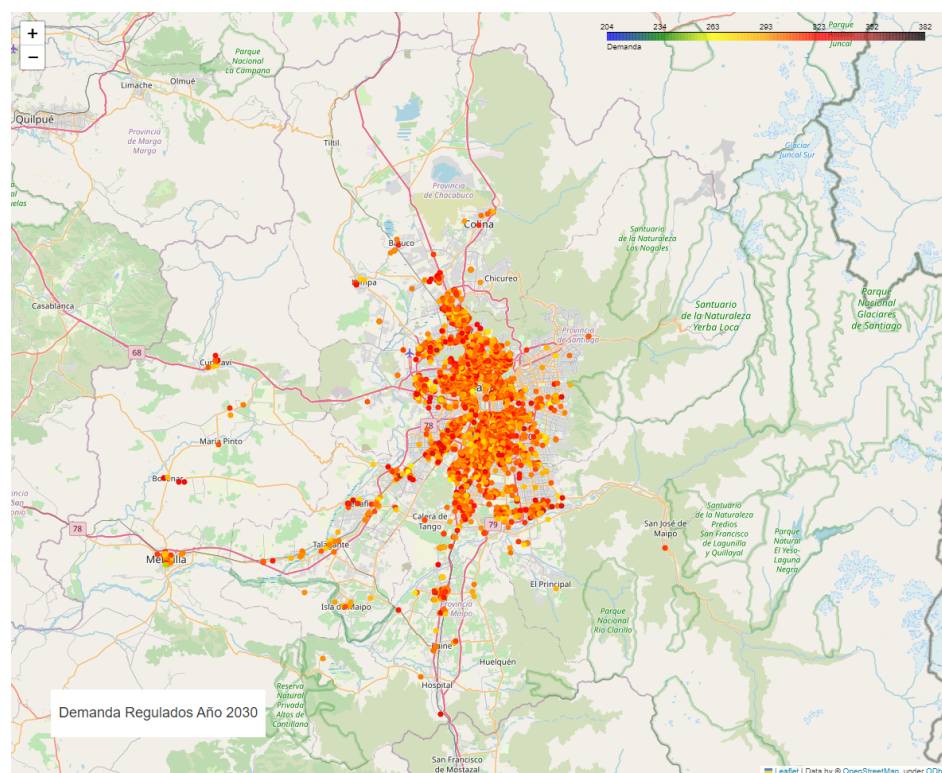 +
−
204 234 263 293 323 352 382
Demanda
Parque
Juncal
Parque
Nacional
La Campana
Olmué
Limache
Quilpué
Provincia
de Marga
Marga
Tiltil
Glaciar
Juncal Sur
Provincia
de Chacabuco
Colina
Santuario
de la Naturaleza
Los Nogales
Batuco
Chicureo
Lampa
Casablanca
Santuario
de la Naturaleza
Yerba Loca
Parque
Nacional
Glaciares
de Santiago
Provincia
de Santiago
68
Curacaví
78
María Pinto
Calera de
Tango
79
San José de
Maipo
Santuario
de la Naturaleza
Predios
San Francisco
de Lagunilla
y Quillayal
Parque
Natural
El Yeso-
Laguna
Negra
78
Talagante
Melipilla
El Principal
Isla de Maipo
Provincia
Maipo
Parque
Nacional
Río Clarillo
Paine
Huelquén
Hospital
Reserva
Natural
Privada
Altos de
Cantillana
Demanda Regulados Año 2030
San Francisco
de Mostazal
Leaflet | Data by © OpenStreetMap, under ODb